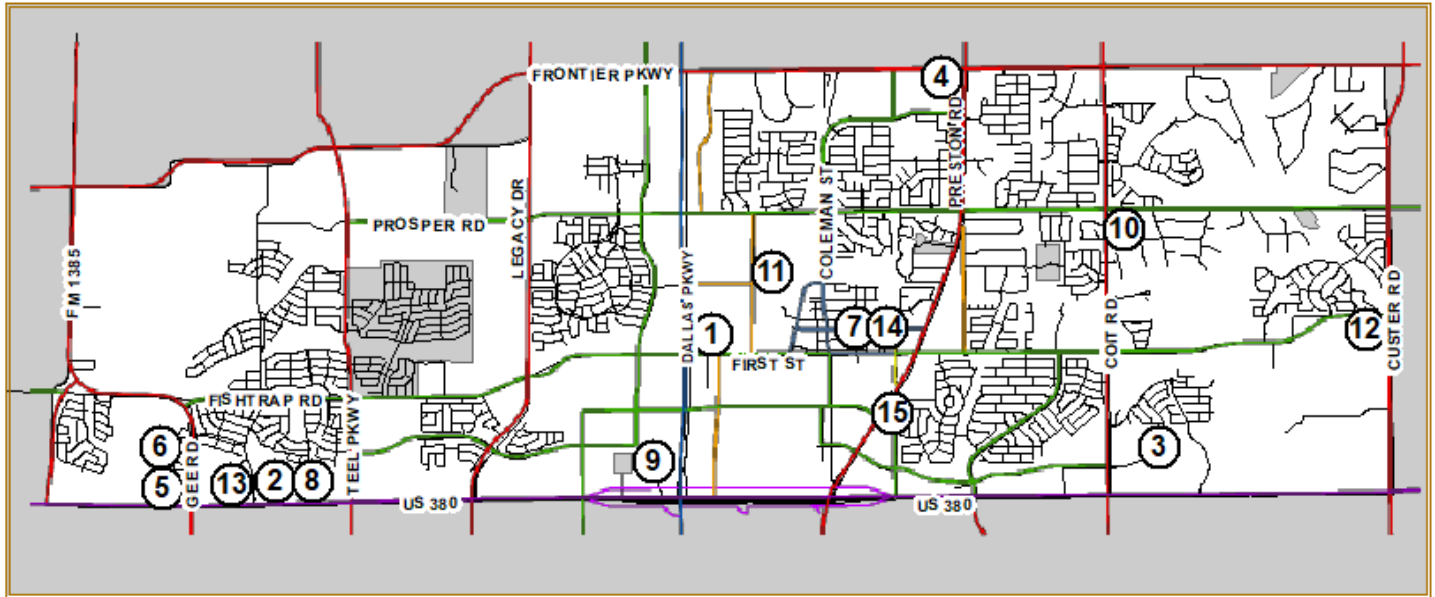 FRONTIER PKWY
4
PRESTON RD
COLEMAN ST
LEGACY DR
PROSPER RD
10
FM 1385
11
DALLAS PKWY
1
7
14
12
CUSTER RD
COIT RD
FIRST ST
FISHTRAP RD
15
TEEL PKWY
6
GEE RD
3
9
5
13
2
8
US 380
US 380